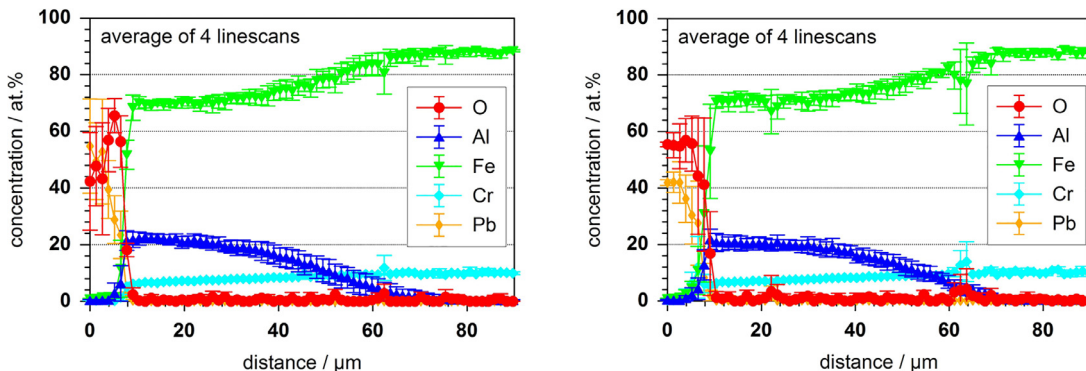 100
average of 4 linescans
80
60
40
20
0
concentration / at.%
O
Al
Fe
Cr
Pb
0 20 40 60 80
distance / µm
100
average of 4 linescans
80
60
40
20
0
concentration / at.%
O
Al
Fe
Cr
Pb
0 20 40 60 80
distance / µm